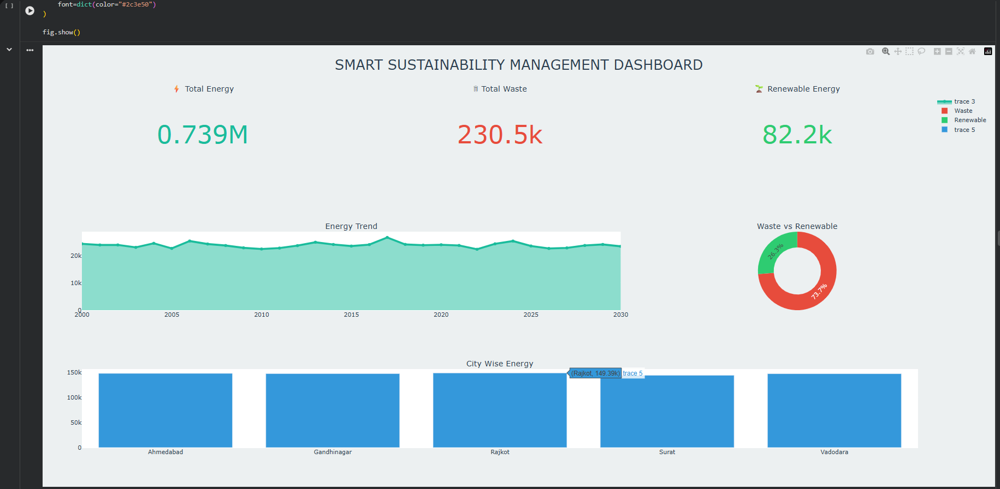 [ ]
font=dict(color="#2c3e50")
)
fig.show()
SMART SUSTAINABILITY MANAGEMENT DASHBOARD
Total Energy
Total Waste
Renewable Energy
0.739M
230.5k
82.2k
trace 3
Waste
Renewable
trace 5
Energy Trend
20k
10k
0
2000 2005 2010 2015 2020 2025 2030
Waste vs Renewable
26.3%
73.7%
City Wise Energy
(Rajkot, 149.39k) trace 5
150k
100k
50k
0
Ahmedabad Gandhinagar Rajkot Surat Vadodara